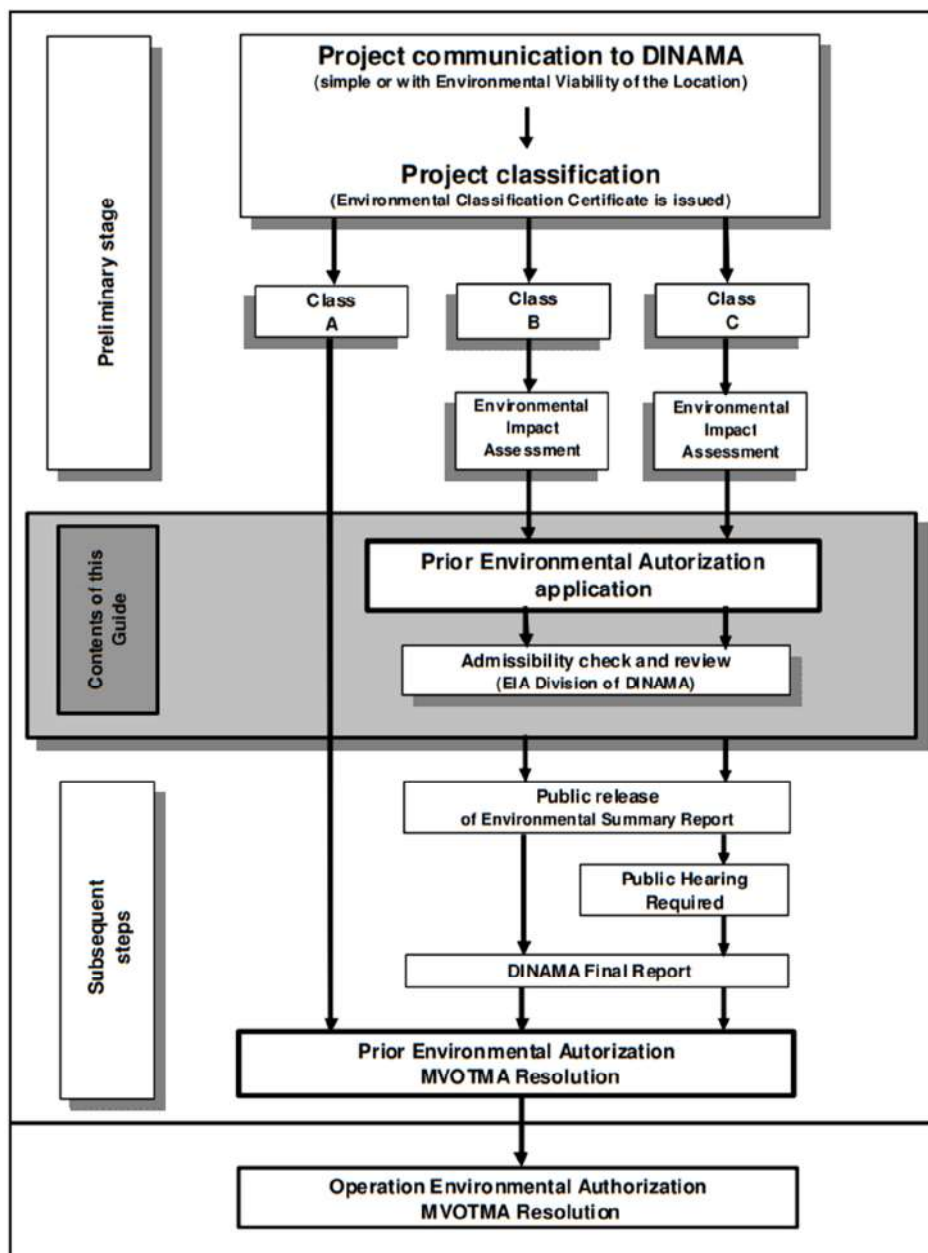 Project communication to DINAMA
(simple or with Environmental Viability of the Location)
Project classification
(Environmental Classification Certificate is issued)
Preliminary stage
Class
A
Class
B
Class
C
Environmental
Impact
Assessment
Environmental
Impact
Assessment
Contents of this
Guide
Prior Environmental Autorization
application
Admissibility check and review
(EIA Division of DINAMA)
Subsequent
steps
Public release
of Environmental Summary Report
Public Hearing
Required
DINAMA Final Report
Prior Environmental Autorization
MVOTMA Resolution
Operation Environmental Authorization
MVOTMA Resolution